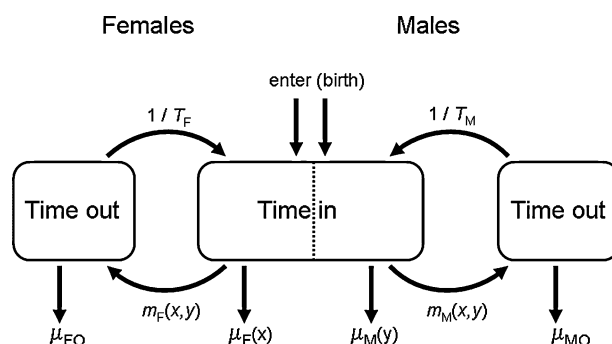 Females Males
enter (birth)
1 / T_F 1 / T_M
Time out Time in Time out
m_F(x,y) m_M(x,y)
μ_FO μ_F(x) μ_M(y) μ_MO